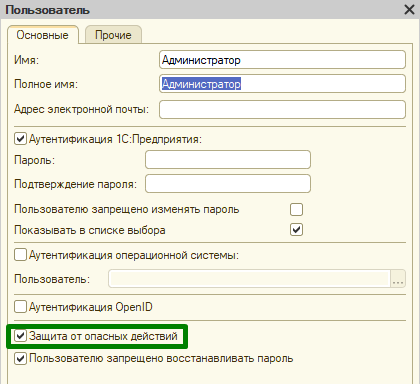 Пользователь
Основные Прочие
Имя: Администратор
Полное имя: Администратор
Адрес электронной почты:
Аутентификация 1С:Предприятия:
Пароль:
Подтверждение пароля:
Пользователю запрещено изменять пароль
Показывать в списке выбора
Аутентификация операционной системы:
Пользователь: ...
Аутентификация OpenID
Защита от опасных действий
Пользователю запрещено восстанавливать пароль